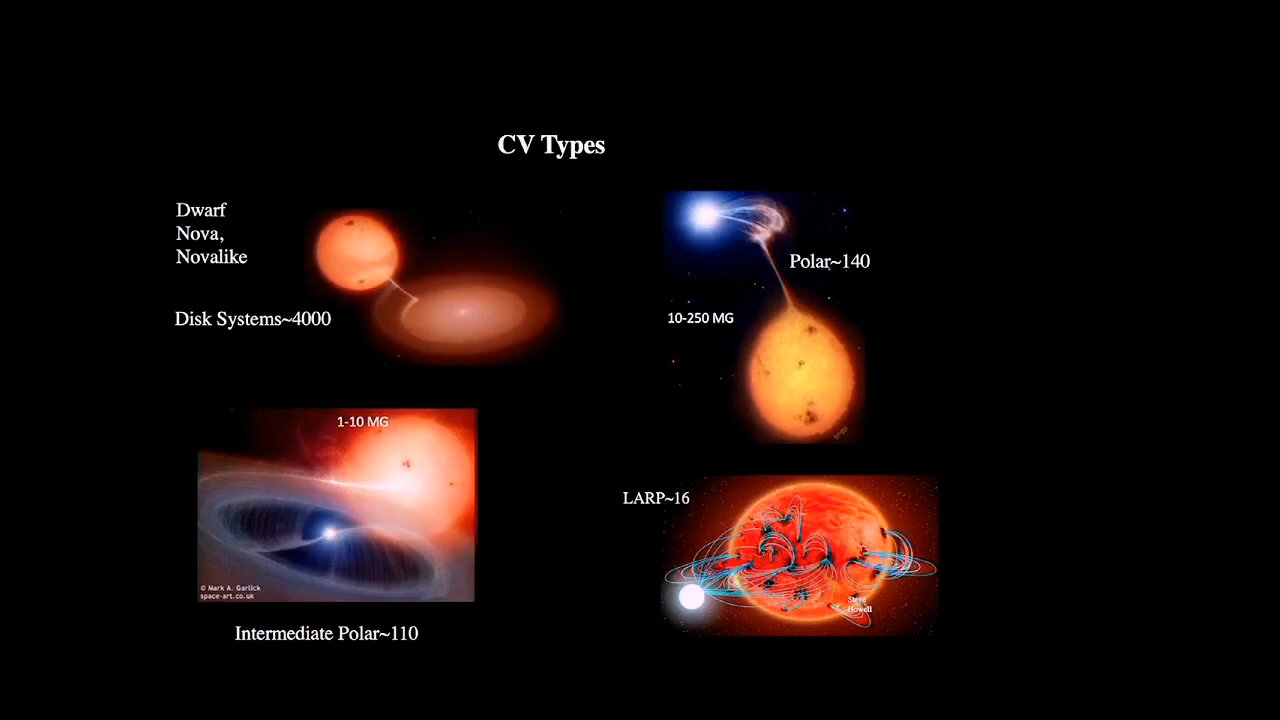 CV Types
Dwarf
Nova,
Novalike
Disk Systems~4000
Polar~140
10-250 MG
1-10 MG
© Mark A. Garlick
space-art.co.uk
Intermediate Polar~110
LARP~16
Steve
Howell